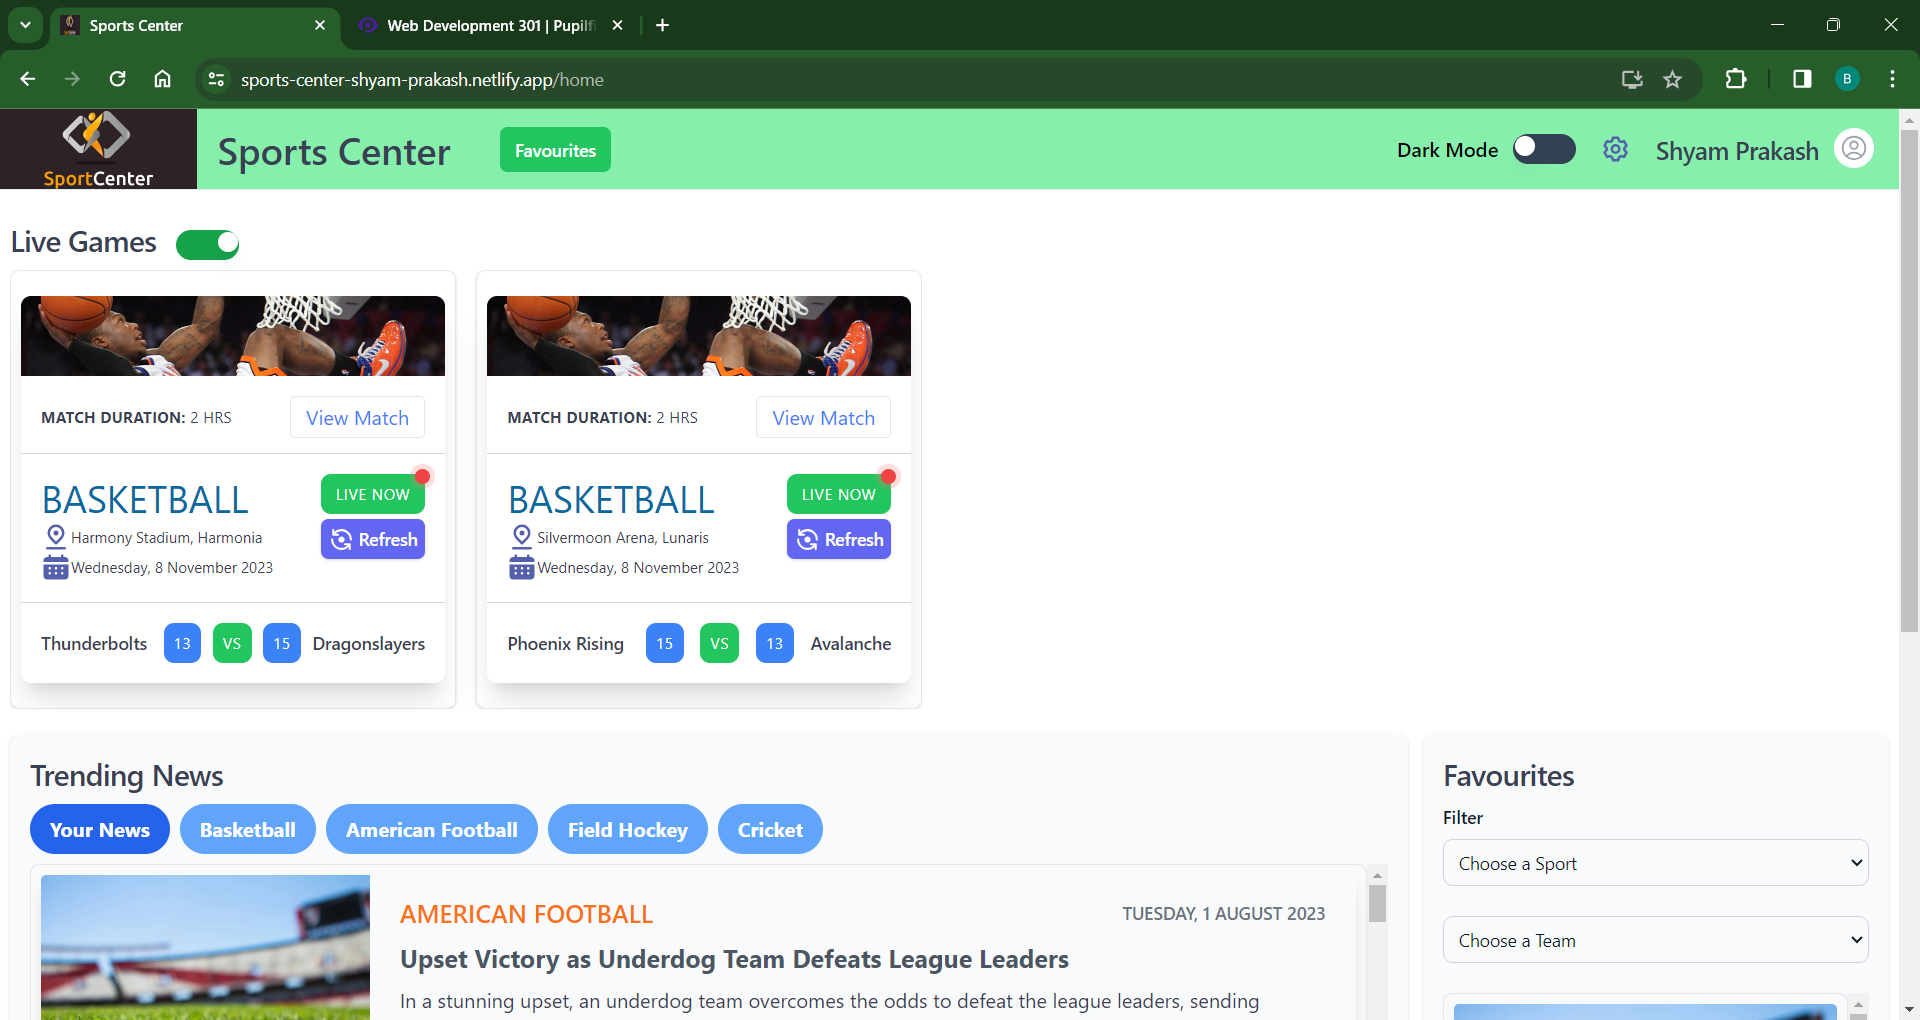 Sports Center
Web Development 301 | Pupilfi
sports-center-shyam-prakash.netlify.app/home
B
SportCenter
Sports Center
Favourites
Dark Mode
Shyam Prakash
Live Games
MATCH DURATION: 2 HRS
View Match
BASKETBALL
LIVE NOW
Harmony Stadium, Harmonia
Refresh
Wednesday, 8 November 2023
Thunderbolts 13 VS 15 Dragonslayers
MATCH DURATION: 2 HRS
View Match
BASKETBALL
LIVE NOW
Silvermoon Arena, Lunaris
Refresh
Wednesday, 8 November 2023
Phoenix Rising 15 VS 13 Avalanche
Trending News
Your News Basketball American Football Field Hockey Cricket
AMERICAN FOOTBALL
TUESDAY, 1 AUGUST 2023
Upset Victory as Underdog Team Defeats League Leaders
In a stunning upset, an underdog team overcomes the odds to defeat the league leaders, sending
Favourites
Filter
Choose a Sport
Choose a Team